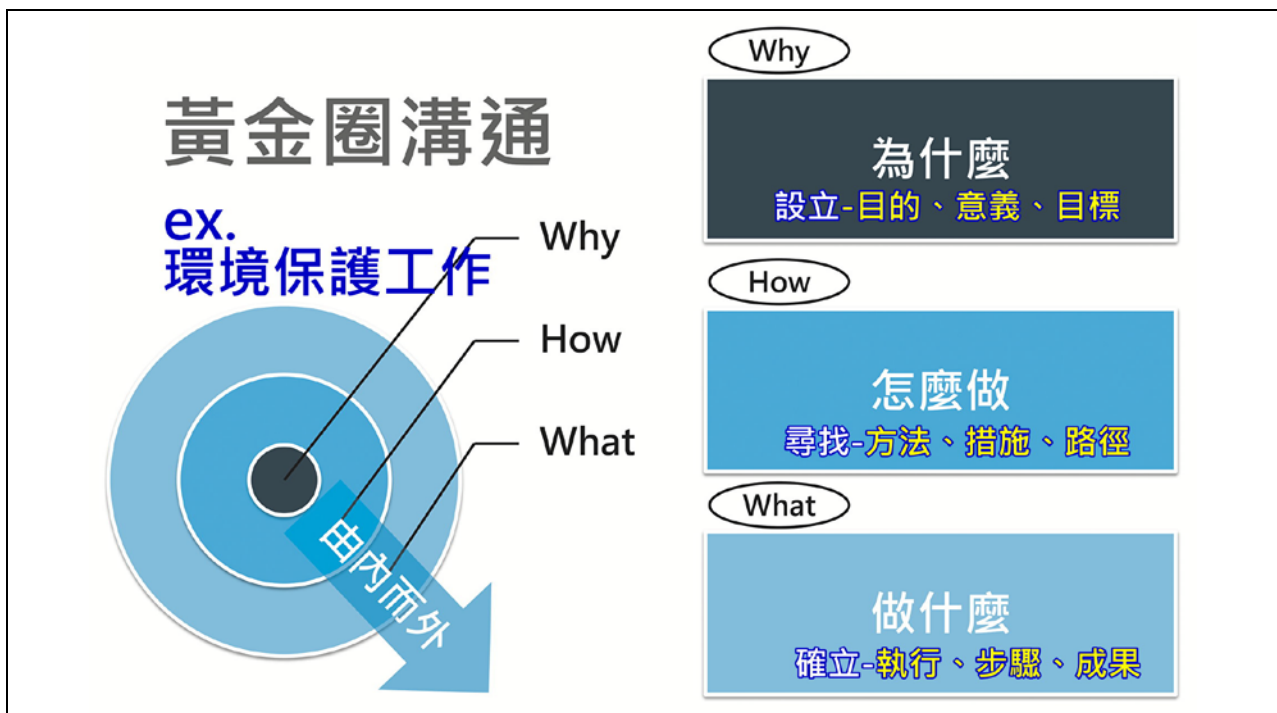 黃金圈溝通
ex.
環境保護工作
Why
How
What
由內而外
Why
為什麼
設立-目的、意義、目標
How
怎麼做
尋找-方法、措施、路徑
What
做什麼
確立-執行、步驟、成果